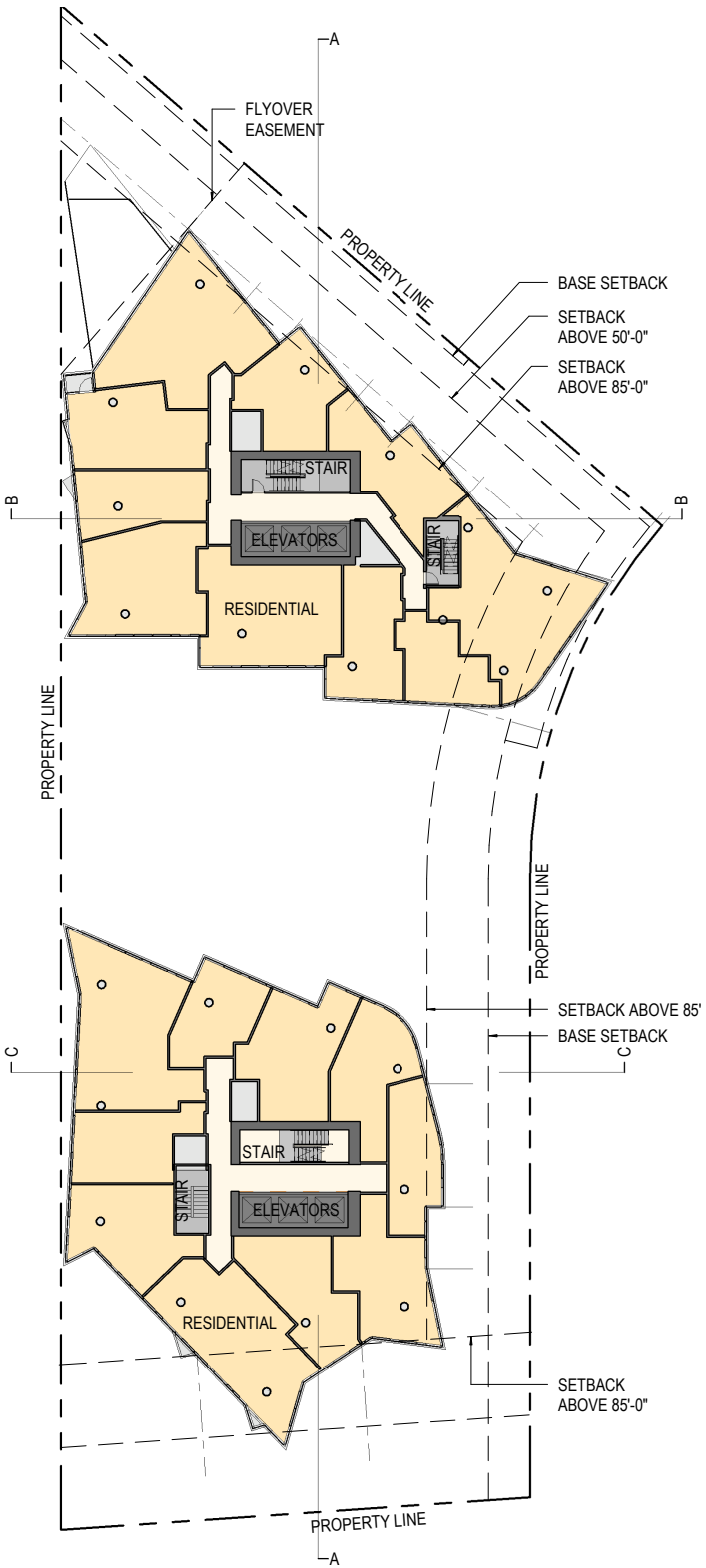 A
FLYOVER
EASEMENT
PROPERTY LINE
BASE SETBACK
SETBACK
ABOVE 50'-0"
SETBACK
ABOVE 85'-0"
STAIR
B
B
ELEVATORS
STAIR
RESIDENTIAL
PROPERTY LINE
PROPERTY LINE
SETBACK ABOVE 85'
BASE SETBACK
C
C
STAIR
STAIR
ELEVATORS
RESIDENTIAL
SETBACK
ABOVE 85'-0"
PROPERTY LINE
A